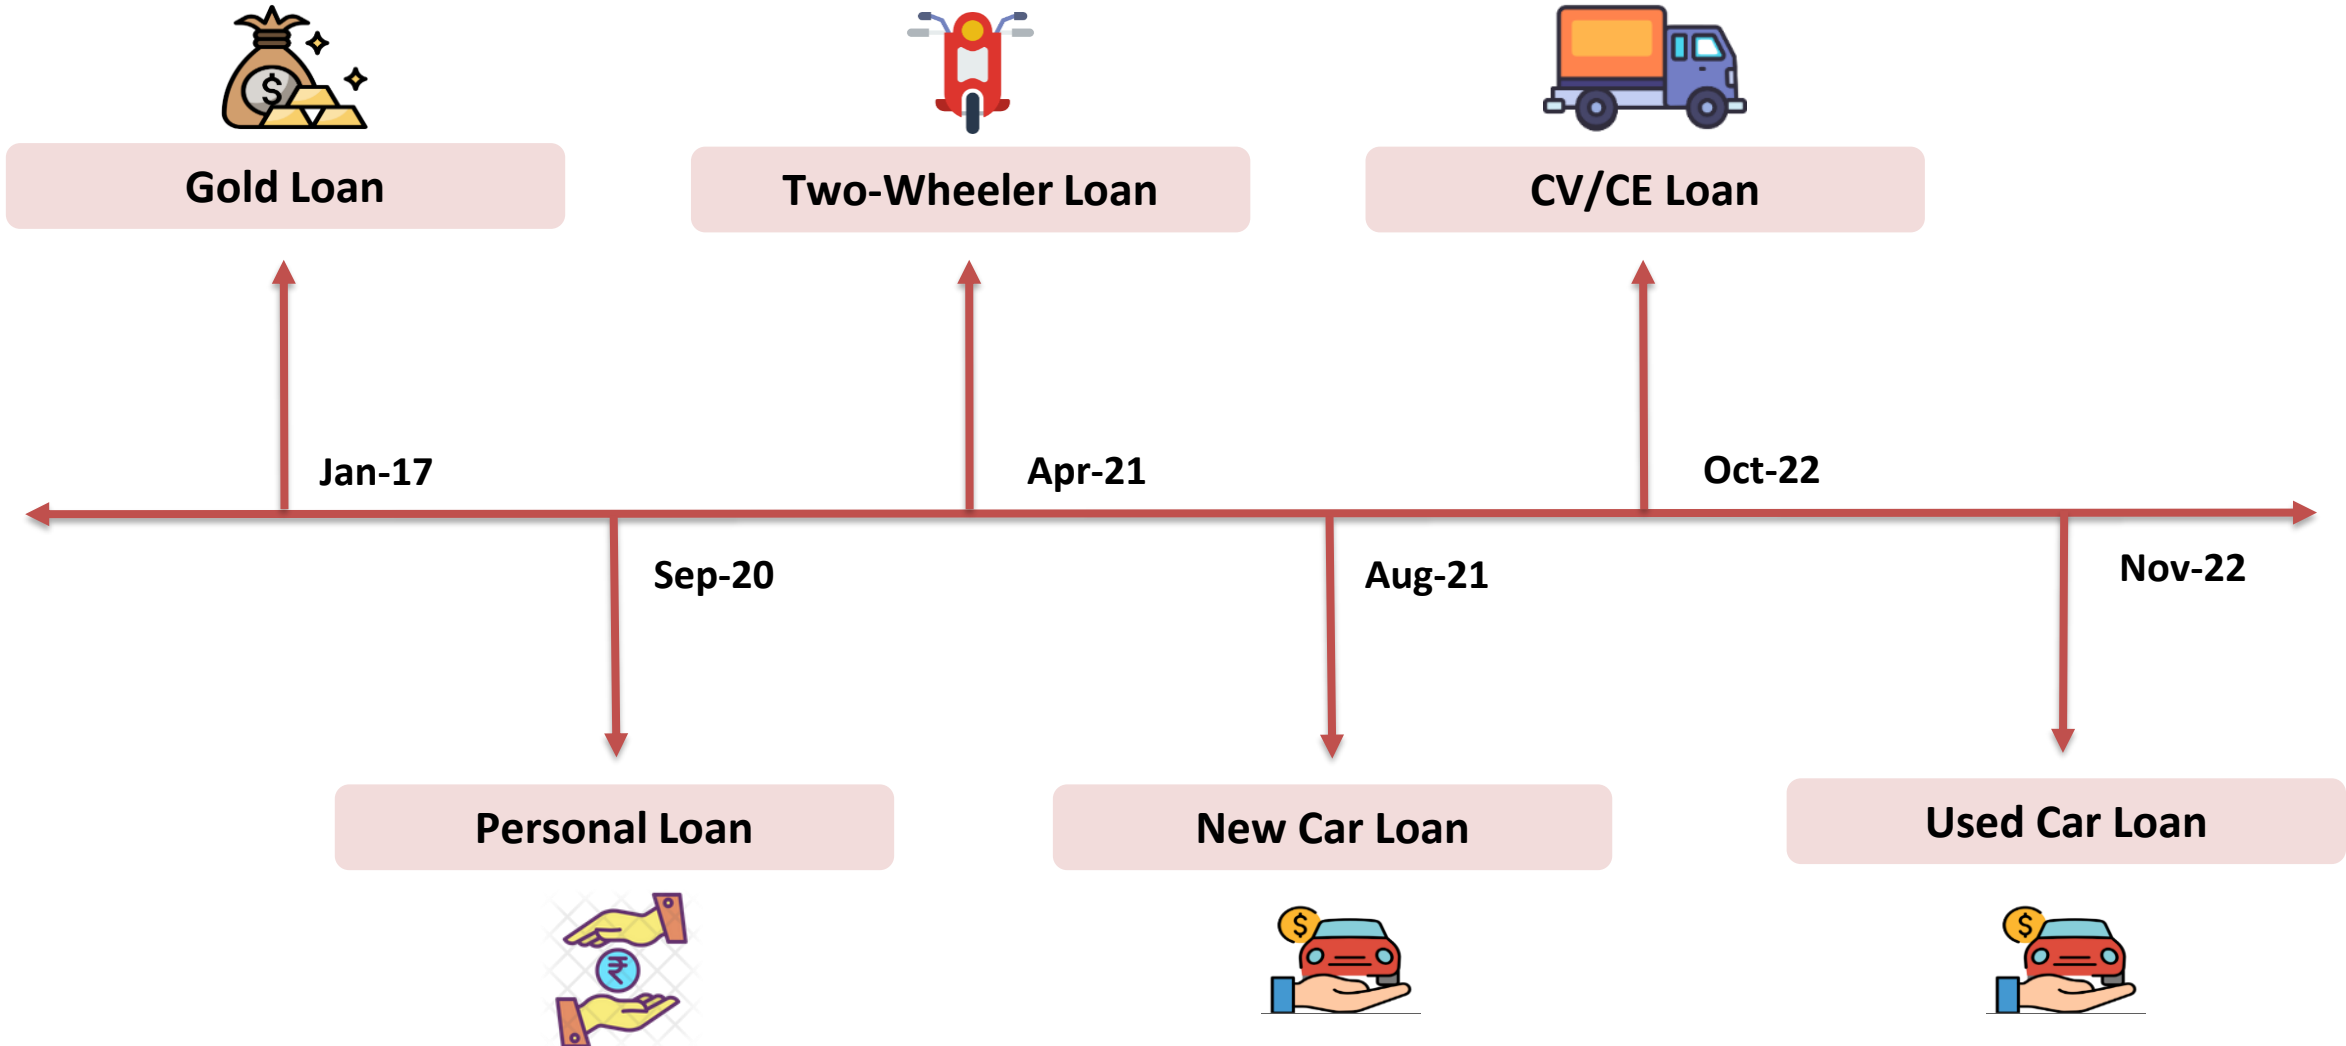 Gold Loan
Two-Wheeler Loan
CV/CE Loan
Jan-17
Apr-21
Oct-22
Sep-20
Aug-21
Nov-22
Personal Loan
New Car Loan
Used Car Loan
$
₹
$
$